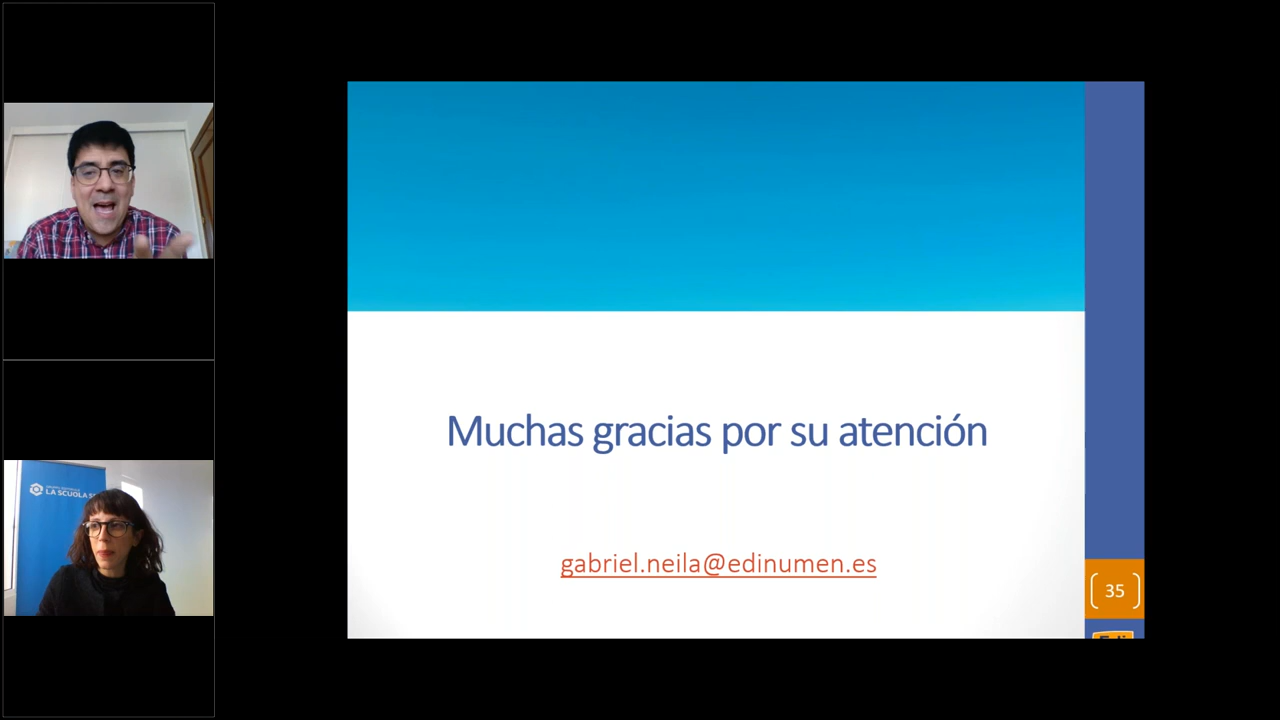 LA SCUOLA
Muchas gracias por su atención
gabriel.neila@edinumen.es
35